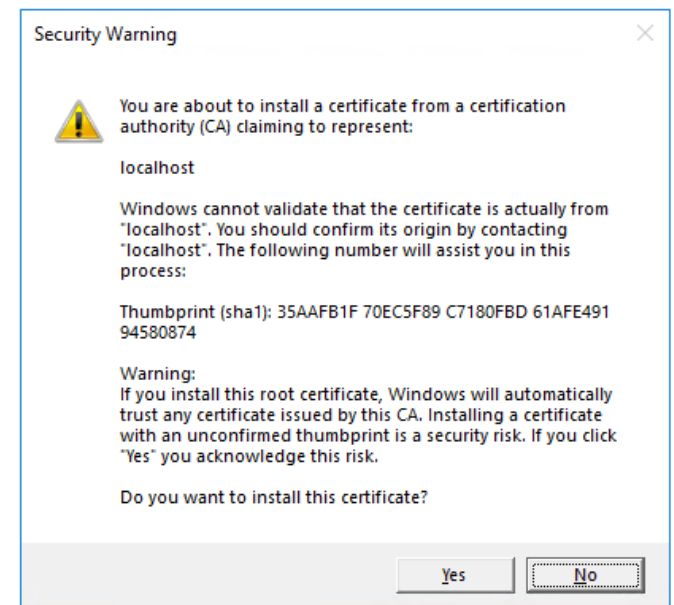 Security Warning
You are about to install a certificate from a certification
authority (CA) claiming to represent:
localhost
Windows cannot validate that the certificate is actually from
"localhost". You should confirm its origin by contacting
"localhost". The following number will assist you in this
process:
Thumbprint (sha1): 35AAFB1F 70EC5F89 C7180FBD 61AFE491
94580874
Warning:
If you install this root certificate, Windows will automatically
trust any certificate issued by this CA. Installing a certificate
with an unconfirmed thumbprint is a security risk. If you click
"Yes" you acknowledge this risk.
Do you want to install this certificate?
Yes No